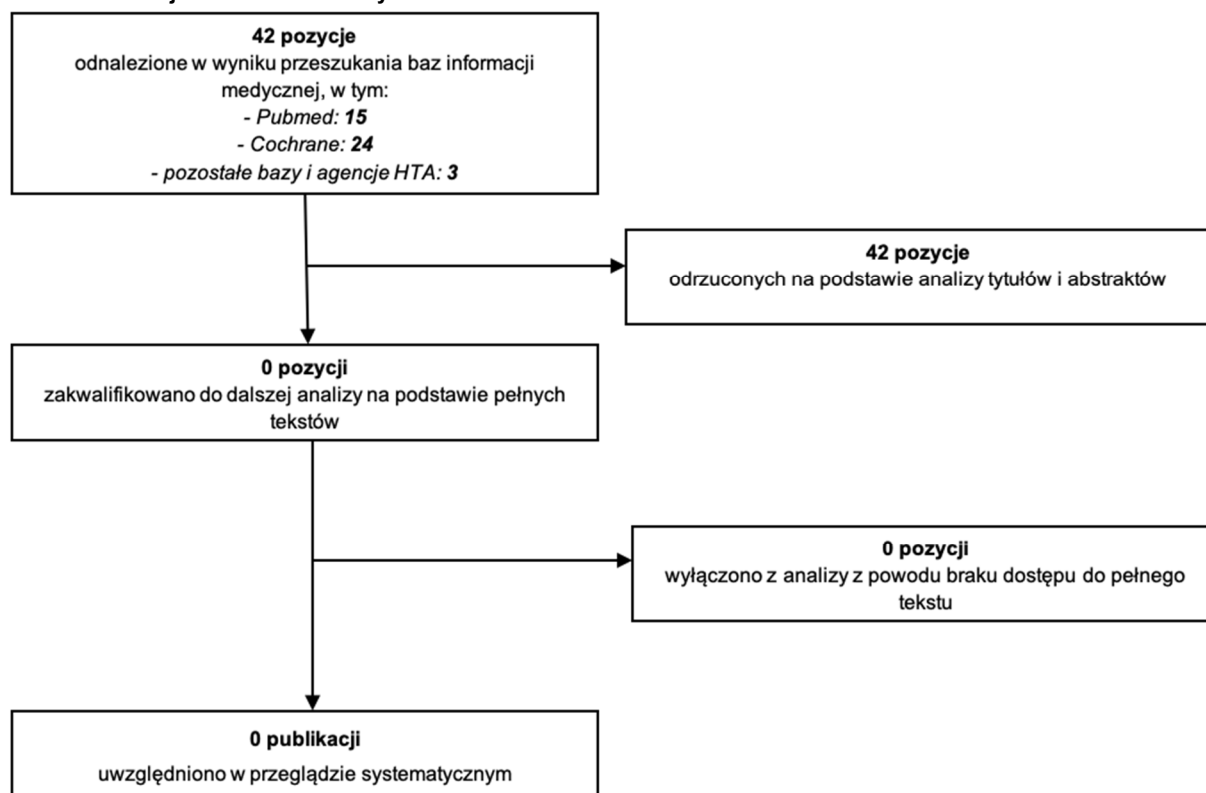 42 pozycje
odnalezione w wyniku przeszukania baz informacji
medycznej, w tym:
- Pubmed: 15
- Cochrane: 24
- pozostałe bazy i agencje HTA: 3
42 pozycje
odrzuconych na podstawie analizy tytułów i abstraktów
0 pozycji
zakwalifikowano do dalszej analizy na podstawie pełnych
tekstów
0 pozycji
wyłączono z analizy z powodu braku dostępu do pełnego
tekstu
0 publikacji
uwzględniono w przeglądzie systematycznym